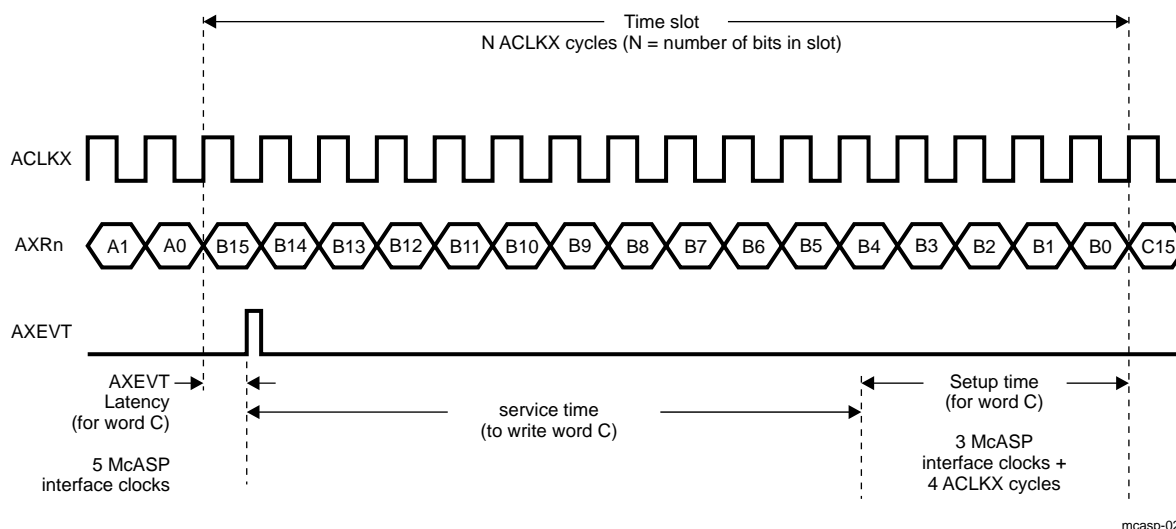 Time slot
N ACLKX cycles (N = number of bits in slot)
ACLKX
AXRn
A1 A0 B15 B14 B13 B12 B11 B10 B9 B8 B7 B6 B5 B4 B3 B2 B1 B0 C15
AXEVT
AXEVT
Latency
(for word C)
5 McASP
interface clocks
service time
(to write word C)
Setup time
(for word C)
3 McASP
interface clocks +
4 ACLKX cycles